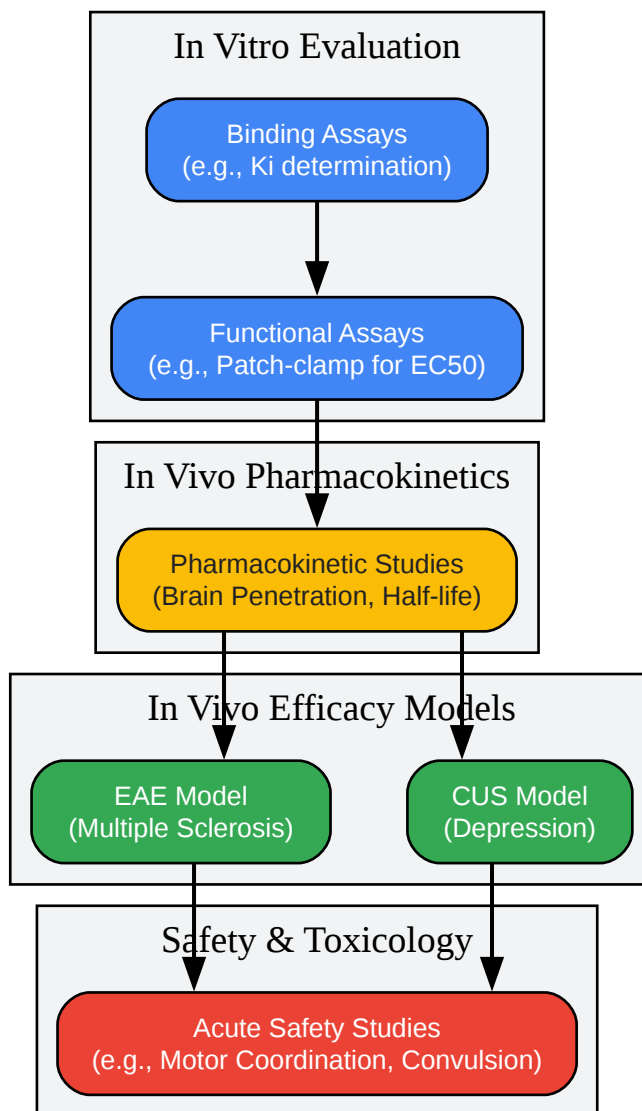 In Vitro Evaluation
Binding Assays
(e.g., Ki determination)
Functional Assays
(e.g., Patch-clamp for EC50)
In Vivo Pharmacokinetics
Pharmacokinetic Studies
(Brain Penetration, Half-life)
In Vivo Efficacy Models
EAE Model
(Multiple Sclerosis)
CUS Model
(Depression)
Safety & Toxicology
Acute Safety Studies
(e.g., Motor Coordination, Convulsion)